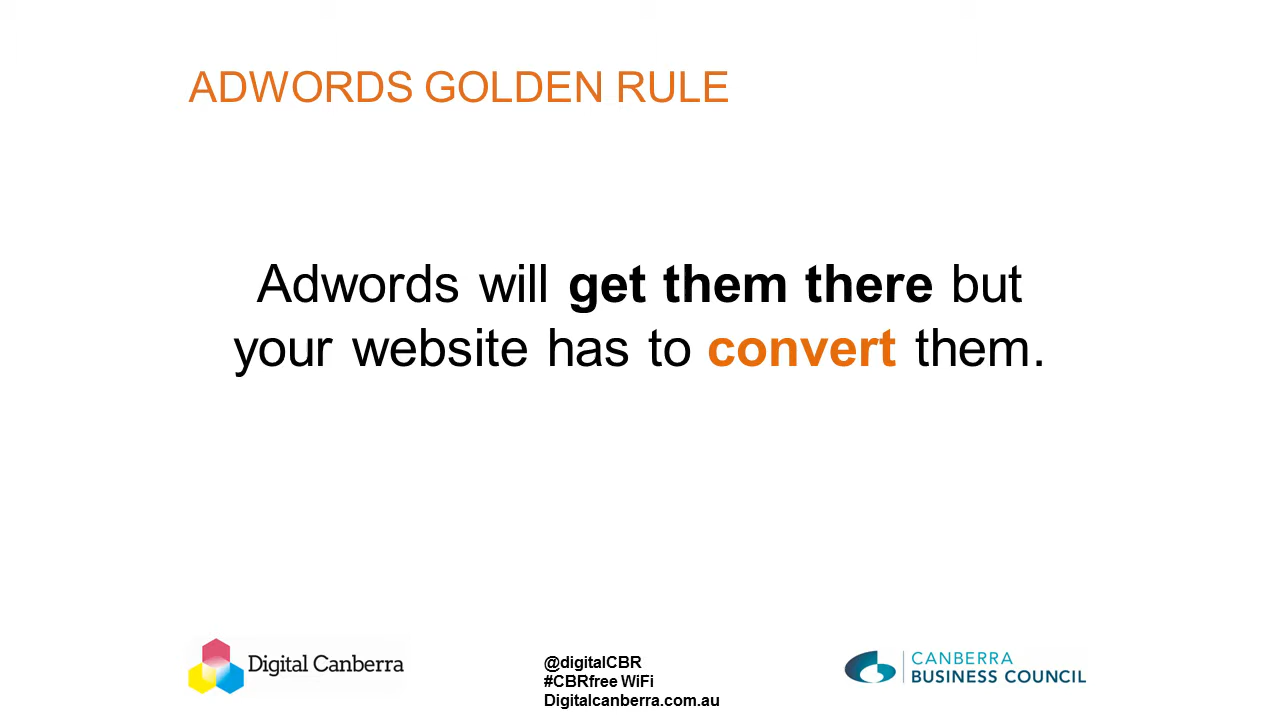 ADWORDS GOLDEN RULE
Adwords will get them there but
your website has to convert them.
Digital Canberra
@digitalCBR
#CBRfree WiFi
Digitalcanberra.com.au
CANBERRA
BUSINESS COUNCIL